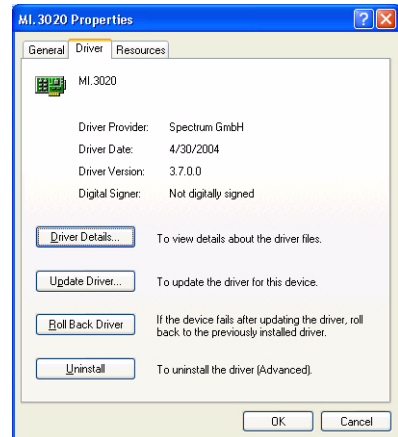 MI.3020 Properties
General Driver Resources
MI.3020
Driver Provider: Spectrum GmbH
Driver Date: 4/30/2004
Driver Version: 3.7.0.0
Digital Signer: Not digitally signed
Driver Details... To view details about the driver files.
Update Driver... To update the driver for this device.
Roll Back Driver If the device fails after updating the driver, roll
back to the previously installed driver.
Uninstall To uninstall the driver (Advanced).
OK Cancel